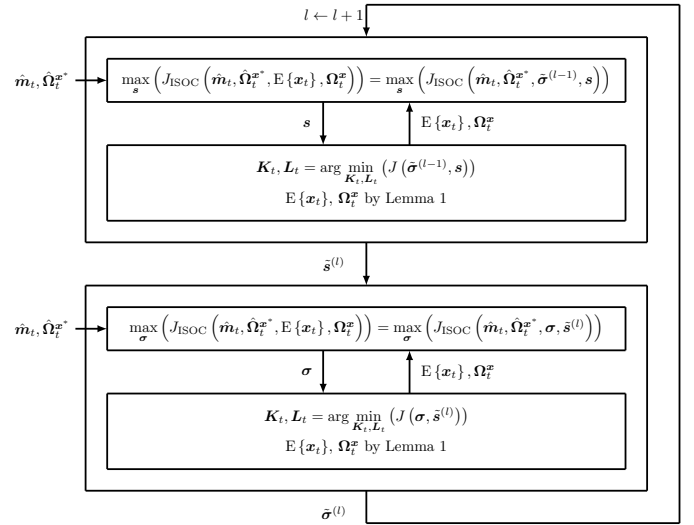 l ← l + 1
m̂_t, Ω̂_t^{x*}
max_s (J_ISOC (m̂_t, Ω̂_t^{x*}, E {x_t}, Ω_t^x)) = max_s (J_ISOC (m̂_t, Ω̂_t^{x*}, σ̃^{(l−1)}, s))
s
E {x_t}, Ω_t^x
K_t, L_t = arg min_{K_t,L_t} (J (σ̃^{(l−1)}, s))
E {x_t}, Ω_t^x by Lemma 1
s̃^{(l)}
m̂_t, Ω̂_t^{x*}
max_σ (J_ISOC (m̂_t, Ω̂_t^{x*}, E {x_t}, Ω_t^x)) = max_σ (J_ISOC (m̂_t, Ω̂_t^{x*}, σ, s̃^{(l)}))
σ
E {x_t}, Ω_t^x
K_t, L_t = arg min_{K_t,L_t} (J (σ, s̃^{(l)}))
E {x_t}, Ω_t^x by Lemma 1
σ̃^{(l)}